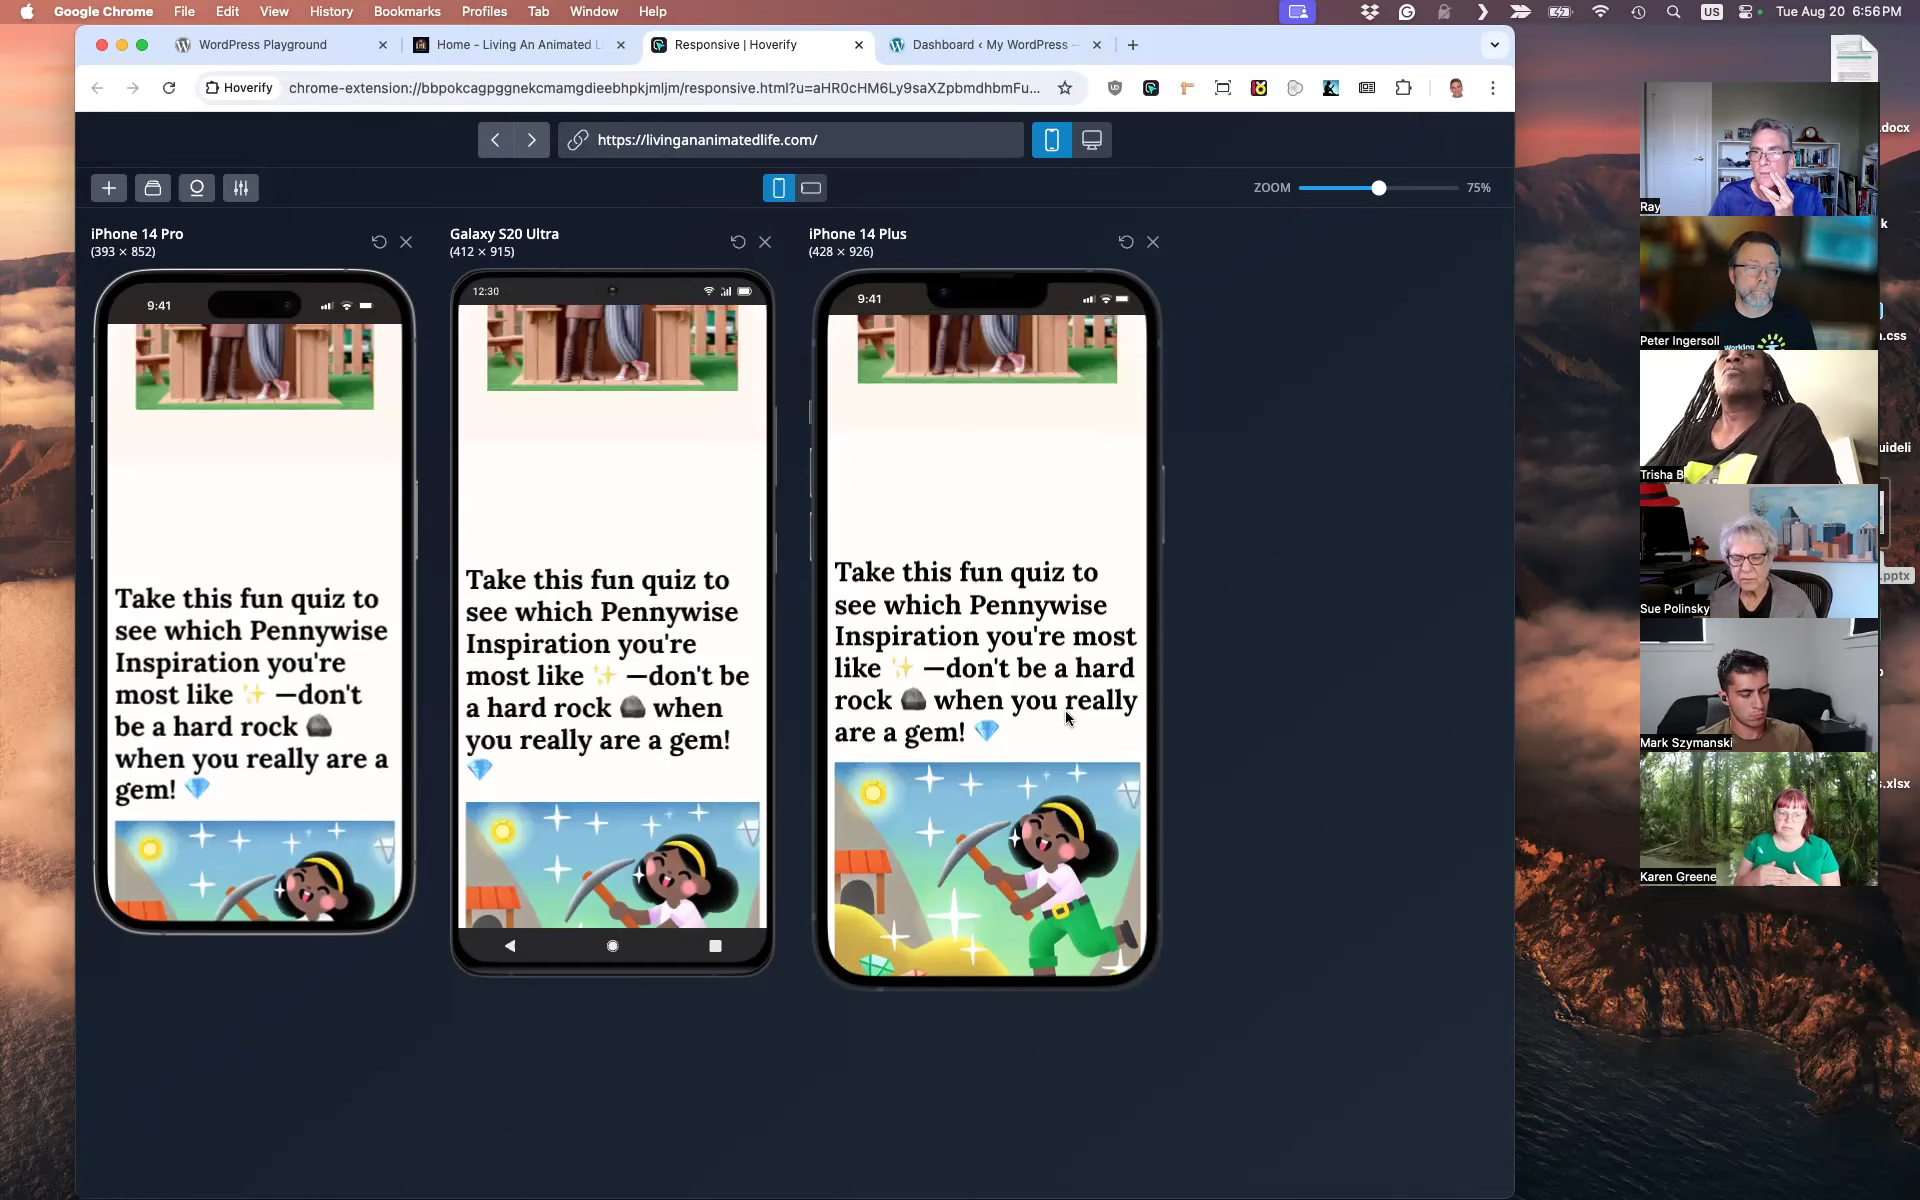 Google Chrome File Edit View History Bookmarks Profiles Tab Window Help US Tue Aug 20 6:56 PM
WordPress Playground
Home - Living An Animated L
Responsive | Hoverify
Dashboard ‹ My WordPress –
Hoverify chrome-extension://bbpokcagpggnekcmamgdieebhpkjmljm/responsive.html?u=aHR0cHM6Ly9saXZpbmdhbmFu...
https://livingananimatedlife.com/
ZOOM 75%
iPhone 14 Pro
(393 × 852)
9:41
Take this fun quiz to
see which Pennywise
Inspiration you're
most like ✨ —don't
be a hard rock 🪨
when you really are a
gem! 💎
Galaxy S20 Ultra
(412 × 915)
12:30
Take this fun quiz to
see which Pennywise
Inspiration you're
most like ✨ —don't be
a hard rock 🪨 when
you really are a gem!
💎
iPhone 14 Plus
(428 × 926)
9:41
Take this fun quiz to
see which Pennywise
Inspiration you're most
like ✨ —don't be a hard
rock 🪨 when you really
are a gem! 💎
Ray
Peter Ingersoll
Working
Trisha B
Sue Polinsky
Mark Szymanski
Karen Greene
.docx
k
.css
uideli
.pptx
.xlsx